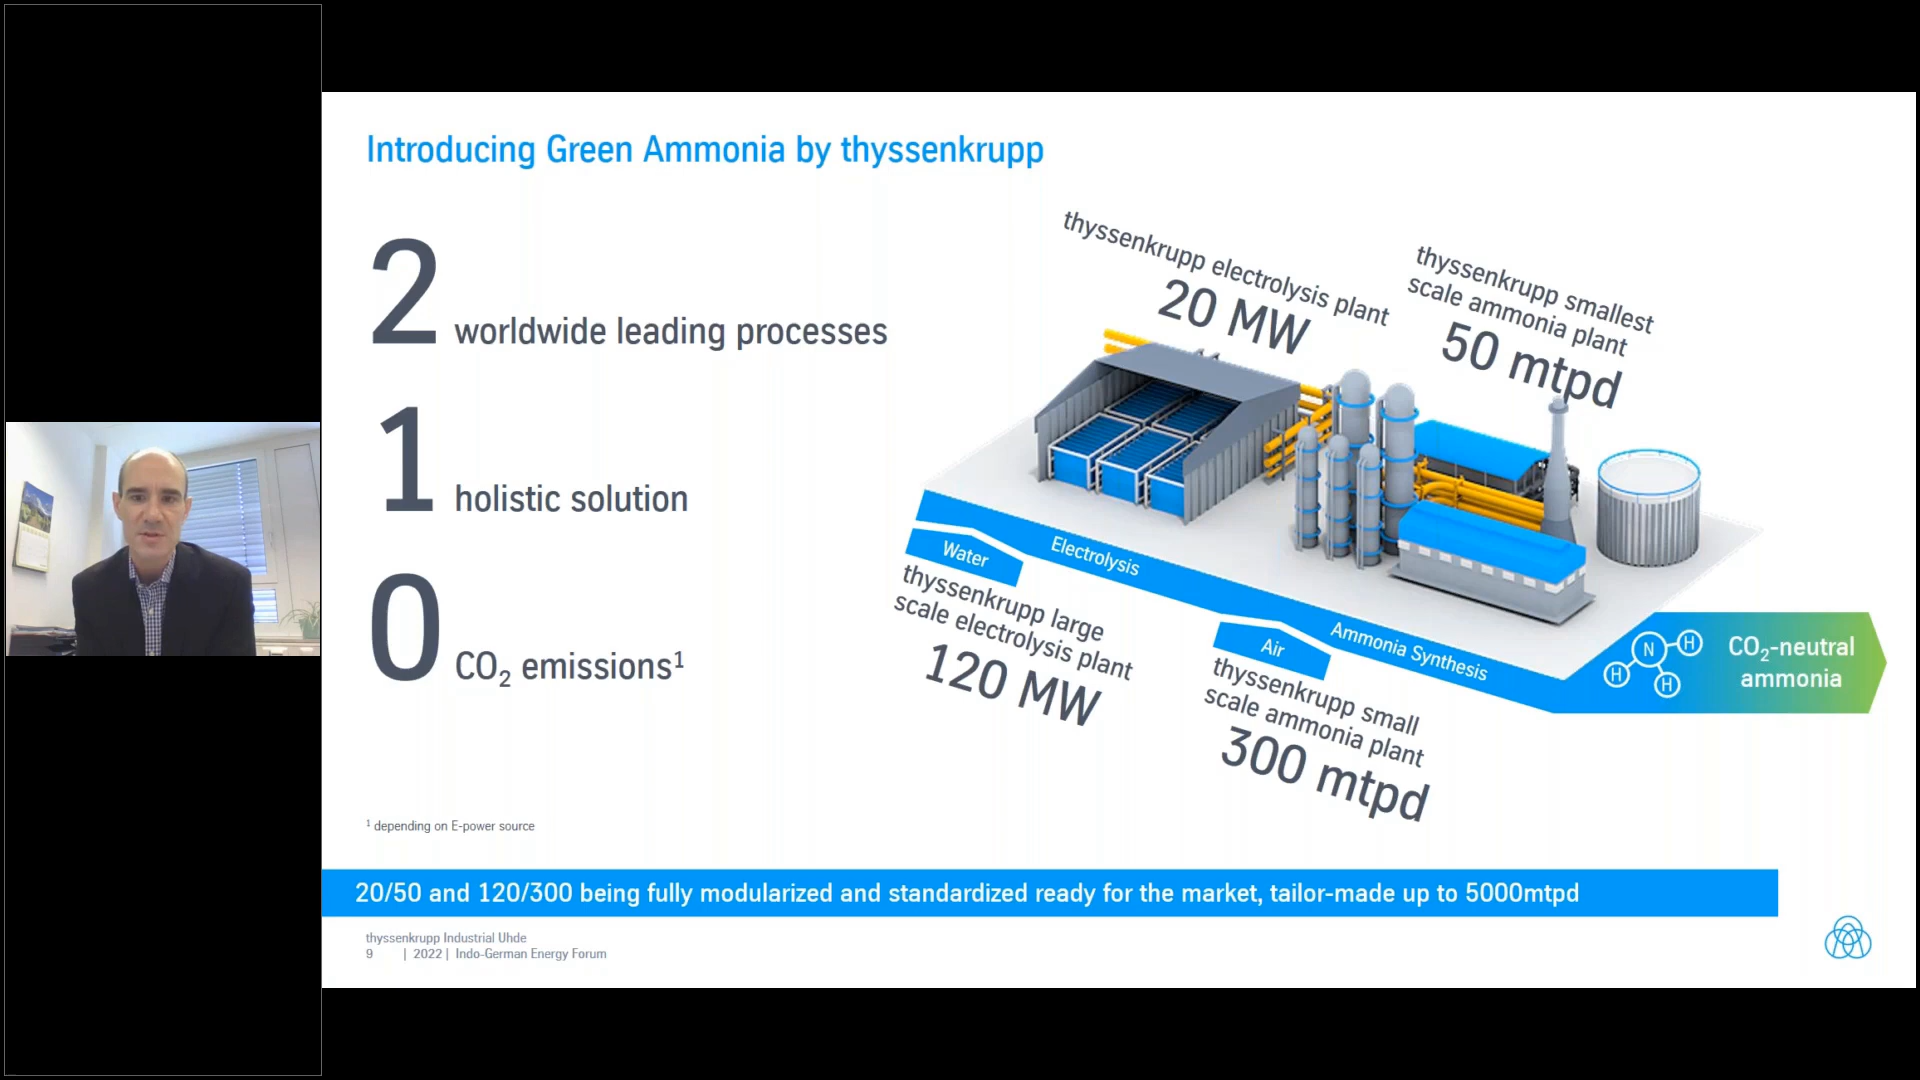 Introducing Green Ammonia by thyssenkrupp
2 worldwide leading processes
1 holistic solution
0 CO₂ emissions¹
¹ depending on E-power source
thyssenkrupp electrolysis plant
20 MW
thyssenkrupp smallest
scale ammonia plant
50 mtpd
Water
Electrolysis
thyssenkrupp large
scale electrolysis plant
120 MW
Air
Ammonia Synthesis
thyssenkrupp small
scale ammonia plant
300 mtpd
N
H
H
H
CO₂-neutral
ammonia
20/50 and 120/300 being fully modularized and standardized ready for the market, tailor-made up to 5000mtpd
thyssenkrupp Industrial Uhde
9 | 2022 | Indo-German Energy Forum